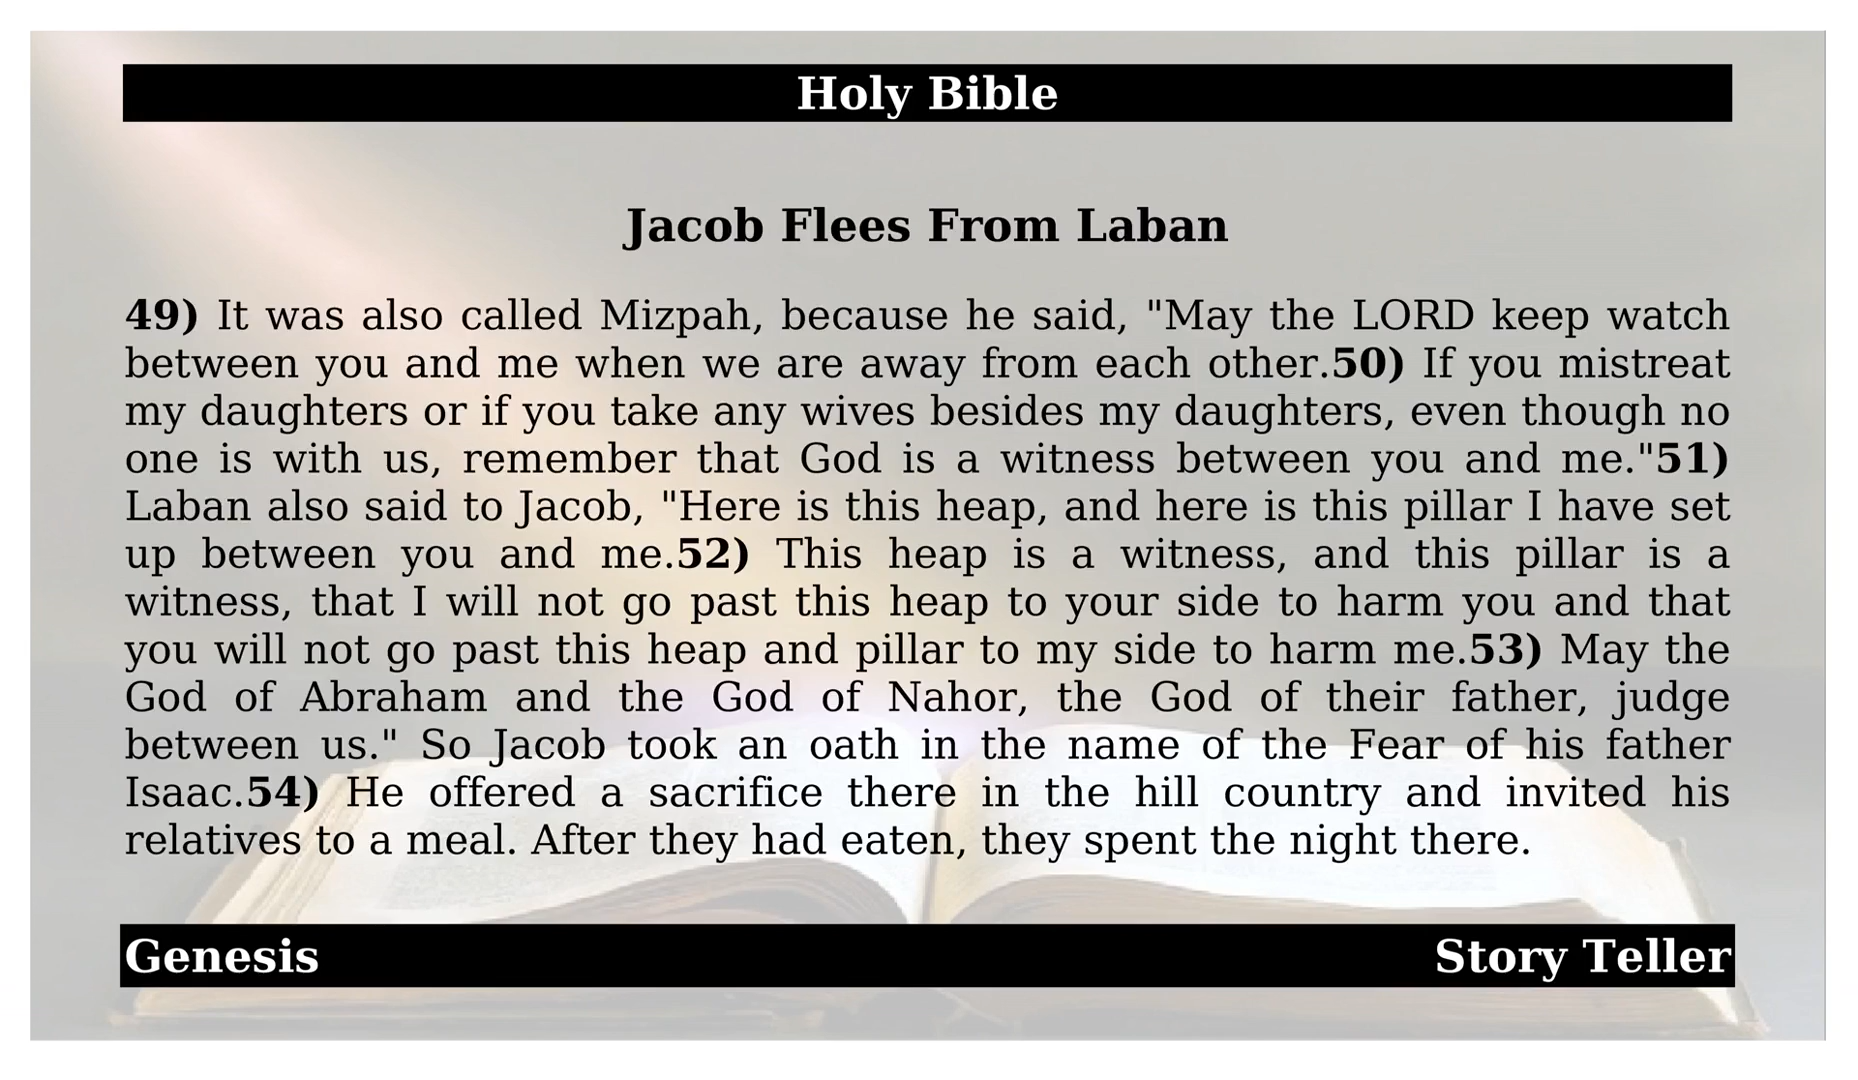 Holy Bible
Jacob Flees From Laban
49) It was also called Mizpah, because he said, "May the LORD keep watch
between you and me when we are away from each other.50) If you mistreat
my daughters or if you take any wives besides my daughters, even though no
one is with us, remember that God is a witness between you and me."51)
Laban also said to Jacob, "Here is this heap, and here is this pillar I have set
up between you and me.52) This heap is a witness, and this pillar is a
witness, that I will not go past this heap to your side to harm you and that
you will not go past this heap and pillar to my side to harm me.53) May the
God of Abraham and the God of Nahor, the God of their father, judge
between us." So Jacob took an oath in the name of the Fear of his father
Isaac.54) He offered a sacrifice there in the hill country and invited his
relatives to a meal. After they had eaten, they spent the night there.
Genesis Story Teller